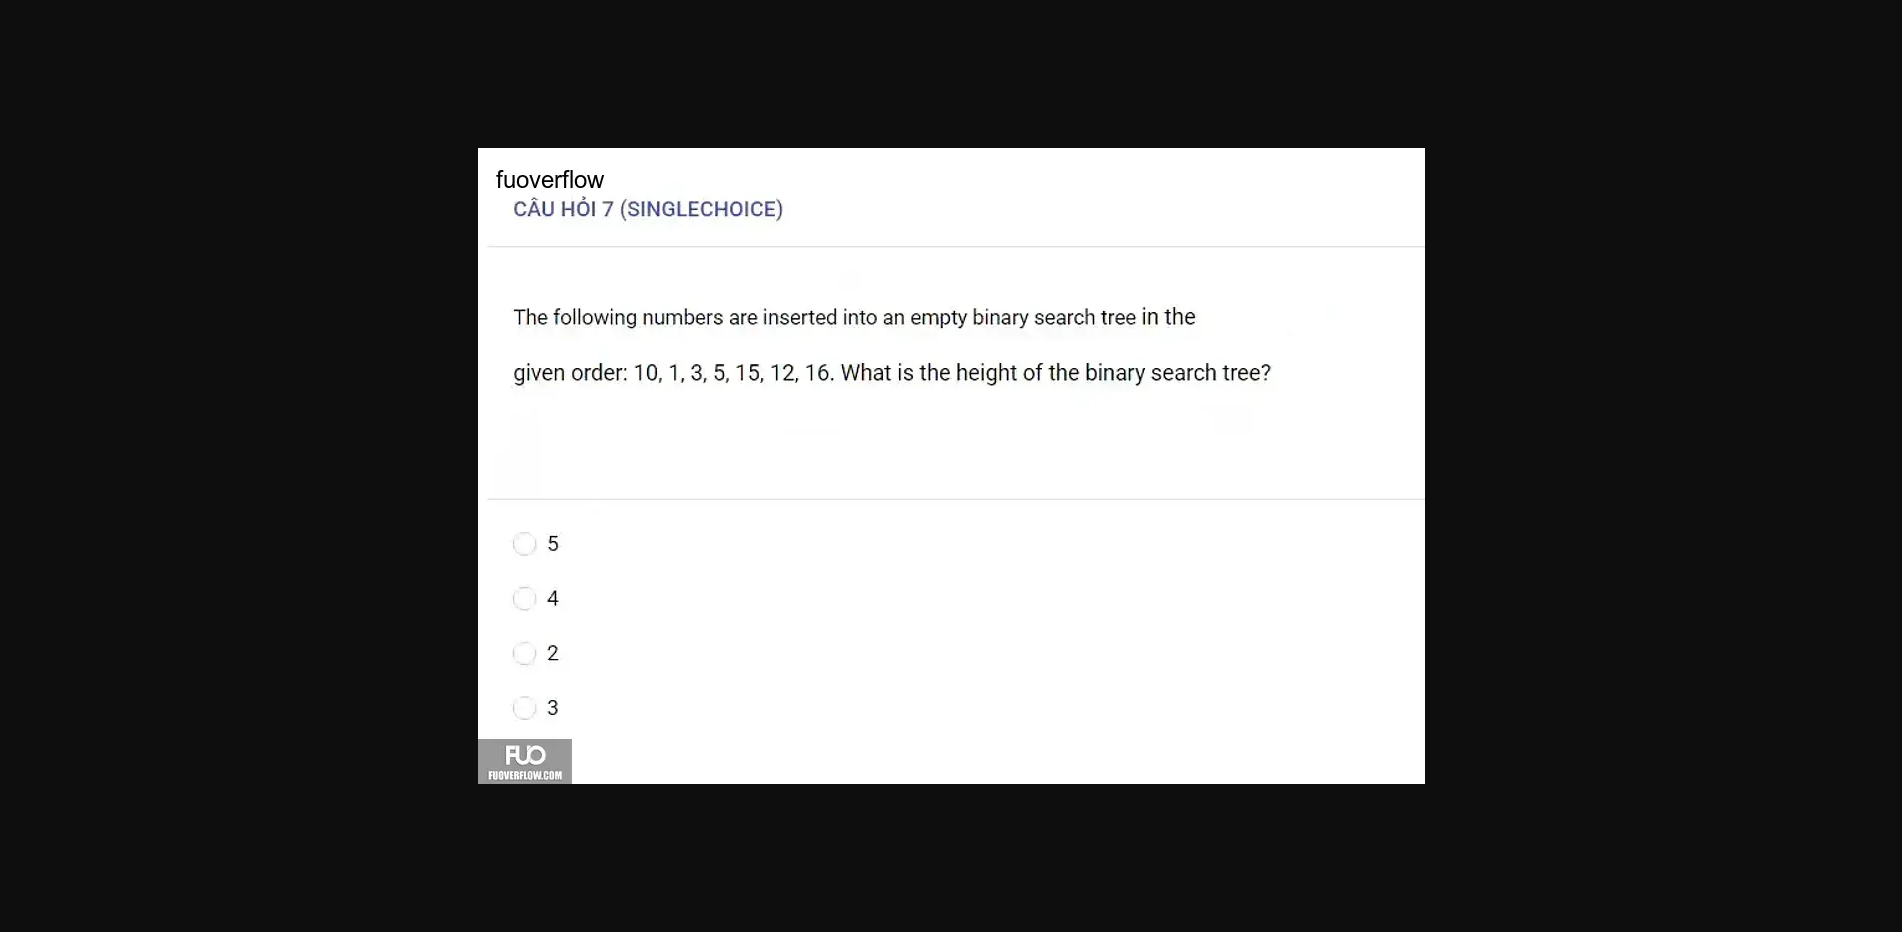 fuoverflow
CÂU HỎI 7 (SINGLECHOICE)
The following numbers are inserted into an empty binary search tree in the
given order: 10, 1, 3, 5, 15, 12, 16. What is the height of the binary search tree?
5
4
2
3
FUO
FUOVERFLOW.COM